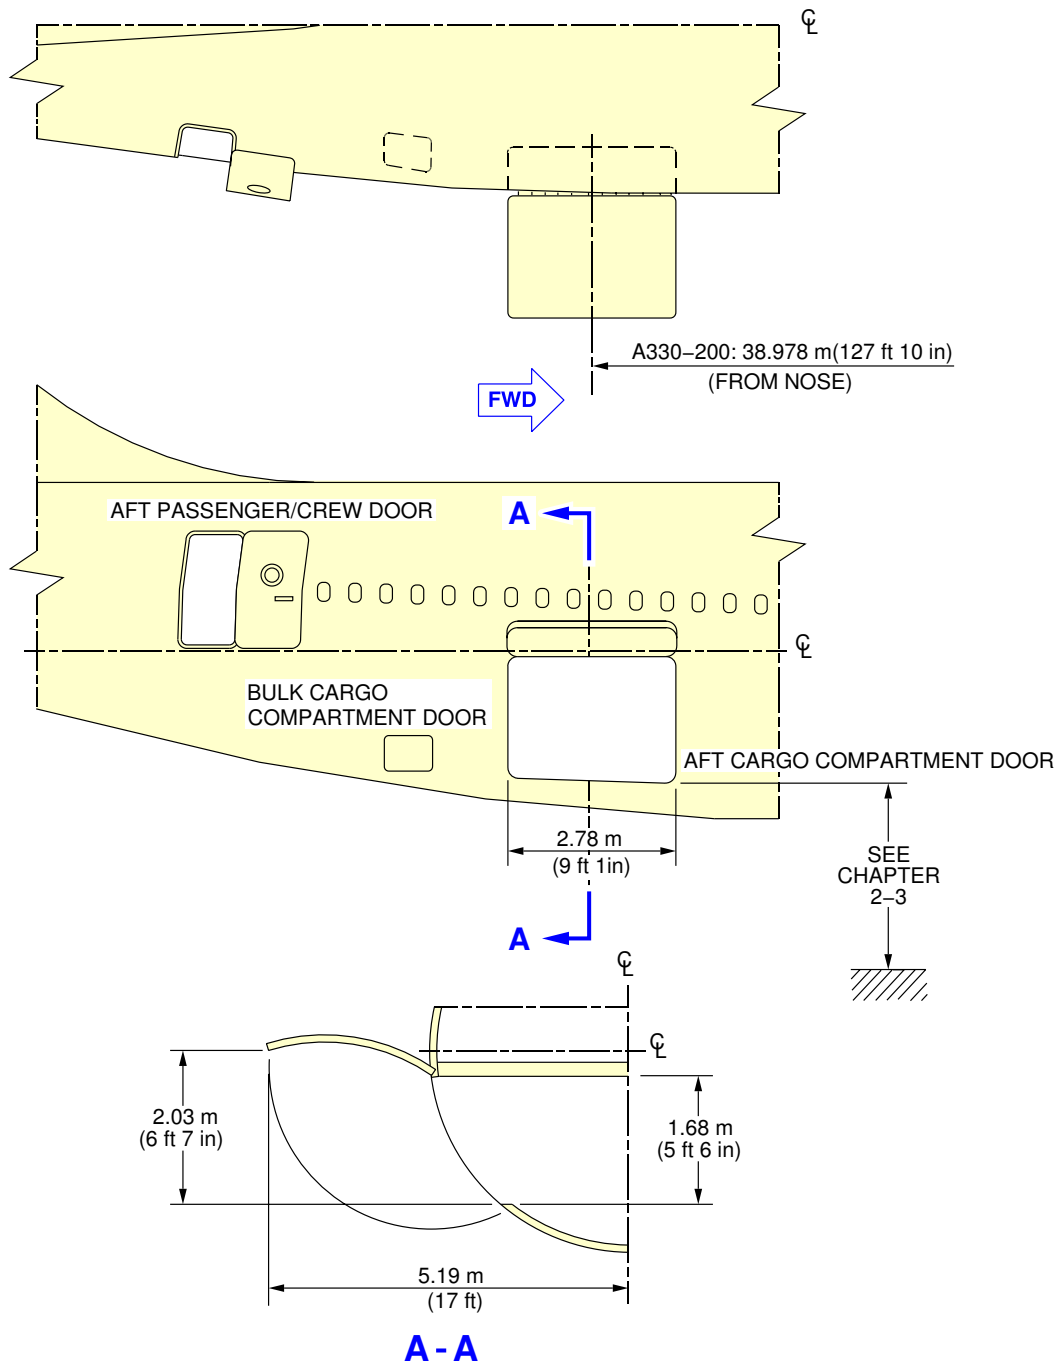 ℄
A330−200: 38.978 m(127 ft 10 in)
(FROM NOSE)
FWD
AFT PASSENGER/CREW DOOR
A
℄
BULK CARGO
COMPARTMENT DOOR
AFT CARGO COMPARTMENT DOOR
2.78 m
(9 ft 1in)
SEE
CHAPTER
2−3
A
℄
℄
2.03 m
(6 ft 7 in)
1.68 m
(5 ft 6 in)
5.19 m
(17 ft)
A - A